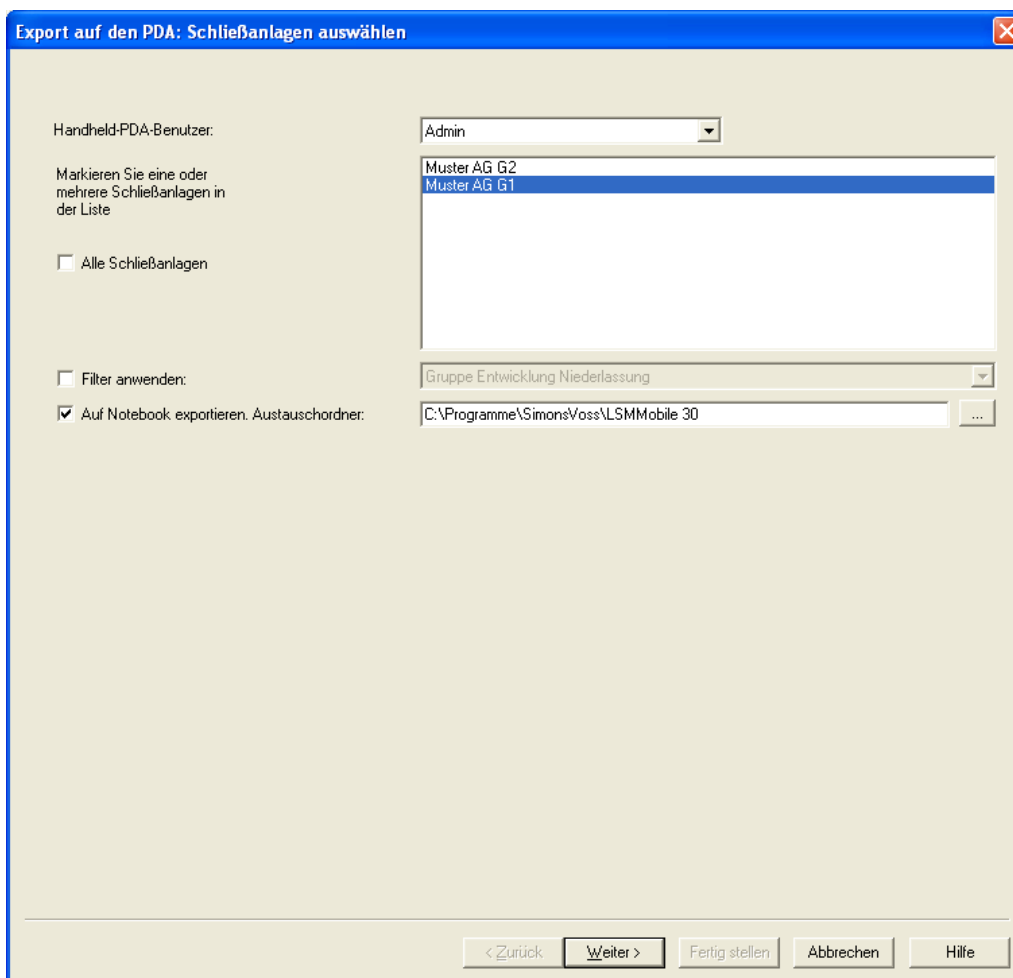 Export auf den PDA: Schließanlagen auswählen
Handheld-PDA-Benutzer:
Admin
Markieren Sie eine oder
mehrere Schließanlagen in
der Liste
Muster AG G2
Muster AG G1
Alle Schließanlagen
Filter anwenden:
Gruppe Entwicklung Niederlassung
Auf Notebook exportieren. Austauschordner:
C:\Programme\SimonsVoss\LSMMobile 30
...
< Zurück
Weiter >
Fertig stellen
Abbrechen
Hilfe